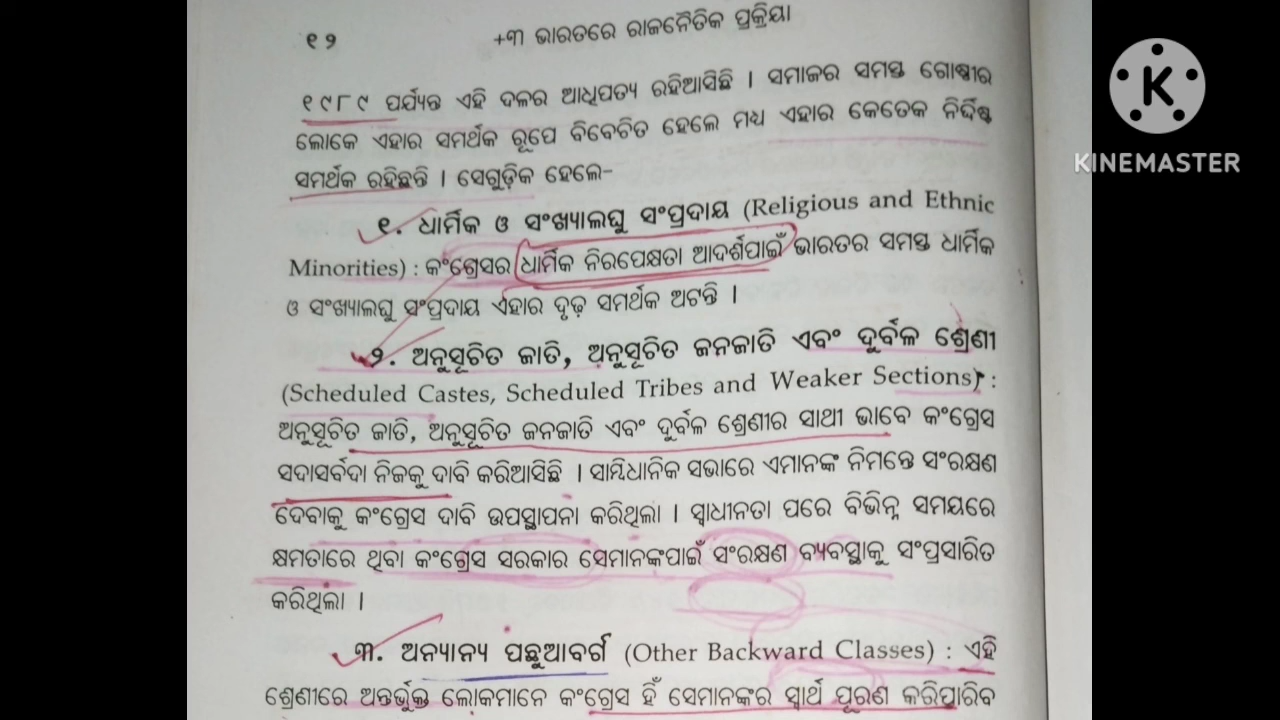 ୧୨
+୩ ଭାରତରେ ରାଜନୈତିକ ପ୍ରକ୍ରିୟା
୧୯୮୯ ପର୍ଯ୍ୟନ୍ତ ଏହି ଦଳର ଆଧିପତ୍ୟ ରହିଆସିଛି । ସମାଜର ସମସ୍ତ ଗୋଷ୍ଠୀର
ଲୋକେ ଏହାର ସମର୍ଥକ ରୂପେ ବିବେଚିତ ହେଲେ ମଧ୍ୟ ଏହାର କେତେକ ନିର୍ଦ୍ଦିଷ୍ଟ
ସମର୍ଥକ ରହିଛନ୍ତି । ସେଗୁଡ଼ିକ ହେଲେ-
୧. ଧାର୍ମିକ ଓ ସଂଖ୍ୟାଲଘୁ ସଂପ୍ରଦାୟ (Religious and Ethnic
Minorities) : କଂଗ୍ରେସର ଧାର୍ମିକ ନିରପେକ୍ଷତା ଆଦର୍ଶପାଇଁ ଭାରତର ସମସ୍ତ ଧାର୍ମିକ
ଓ ସଂଖ୍ୟାଲଘୁ ସଂପ୍ରଦାୟ ଏହାର ଦୃଢ଼ ସମର୍ଥକ ଅଟନ୍ତି ।
୨. ଅନୁସୂଚିତ ଜାତି, ଅନୁସୂଚିତ ଜନଜାତି ଏବଂ ଦୁର୍ବଳ ଶ୍ରେଣୀ
(Scheduled Castes, Scheduled Tribes and Weaker Sections) :
ଅନୁସୂଚିତ ଜାତି, ଅନୁସୂଚିତ ଜନଜାତି ଏବଂ ଦୁର୍ବଳ ଶ୍ରେଣୀର ସାଥୀ ଭାବେ କଂଗ୍ରେସ
ସଦାସର୍ବଦା ନିଜକୁ ଦାବି କରିଆସିଛି । ସାମ୍ବିଧାନିକ ସଭାରେ ଏମାନଙ୍କ ନିମନ୍ତେ ସଂରକ୍ଷଣ
ଦେବାକୁ କଂଗ୍ରେସ ଦାବି ଉପସ୍ଥାପନା କରିଥିଲା । ସ୍ୱାଧୀନତା ପରେ ବିଭିନ୍ନ ସମୟରେ
କ୍ଷମତାରେ ଥିବା କଂଗ୍ରେସ ସରକାର ସେମାନଙ୍କପାଇଁ ସଂରକ୍ଷଣ ବ୍ୟବସ୍ଥାକୁ ସଂପ୍ରସାରିତ
କରିଥିଲା ।
୩. ଅନ୍ୟାନ୍ୟ ପଛୁଆବର୍ଗ (Other Backward Classes) : ଏହି
ଶ୍ରେଣୀରେ ଅନ୍ତର୍ଭୁକ୍ତ ଲୋକମାନେ କଂଗ୍ରେସ ହିଁ ସେମାନଙ୍କର ସ୍ୱାର୍ଥ ପୂରଣ କରିପାରିବ
K
KINEMASTER